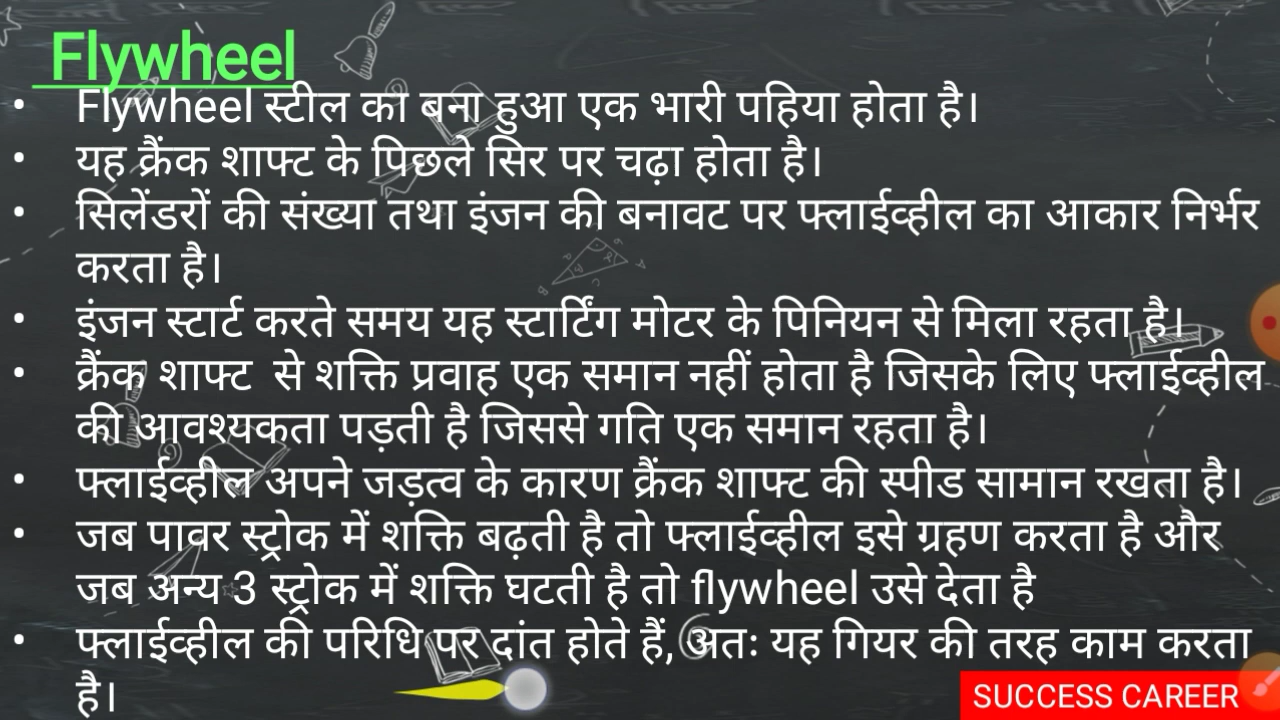 Flywheel
• Flywheel स्टील का बना हुआ एक भारी पहिया होता है।
• यह क्रैंक शाफ्ट के पिछले सिर पर चढ़ा होता है।
• सिलेंडरों की संख्या तथा इंजन की बनावट पर फ्लाईव्हील का आकार निर्भर
करता है।
• इंजन स्टार्ट करते समय यह स्टार्टिंग मोटर के पिनियन से मिला रहता है।
• क्रैंक शाफ्ट से शक्ति प्रवाह एक समान नहीं होता है जिसके लिए फ्लाईव्हील
की आवश्यकता पड़ती है जिससे गति एक समान रहता है।
• फ्लाईव्हील अपने जड़त्व के कारण क्रैंक शाफ्ट की स्पीड सामान रखता है।
• जब पावर स्ट्रोक में शक्ति बढ़ती है तो फ्लाईव्हील इसे ग्रहण करता है और
जब अन्य 3 स्ट्रोक में शक्ति घटती है तो flywheel उसे देता है
• फ्लाईव्हील की परिधि पर दांत होते हैं, अतः यह गियर की तरह काम करता
है।
SUCCESS CAREER